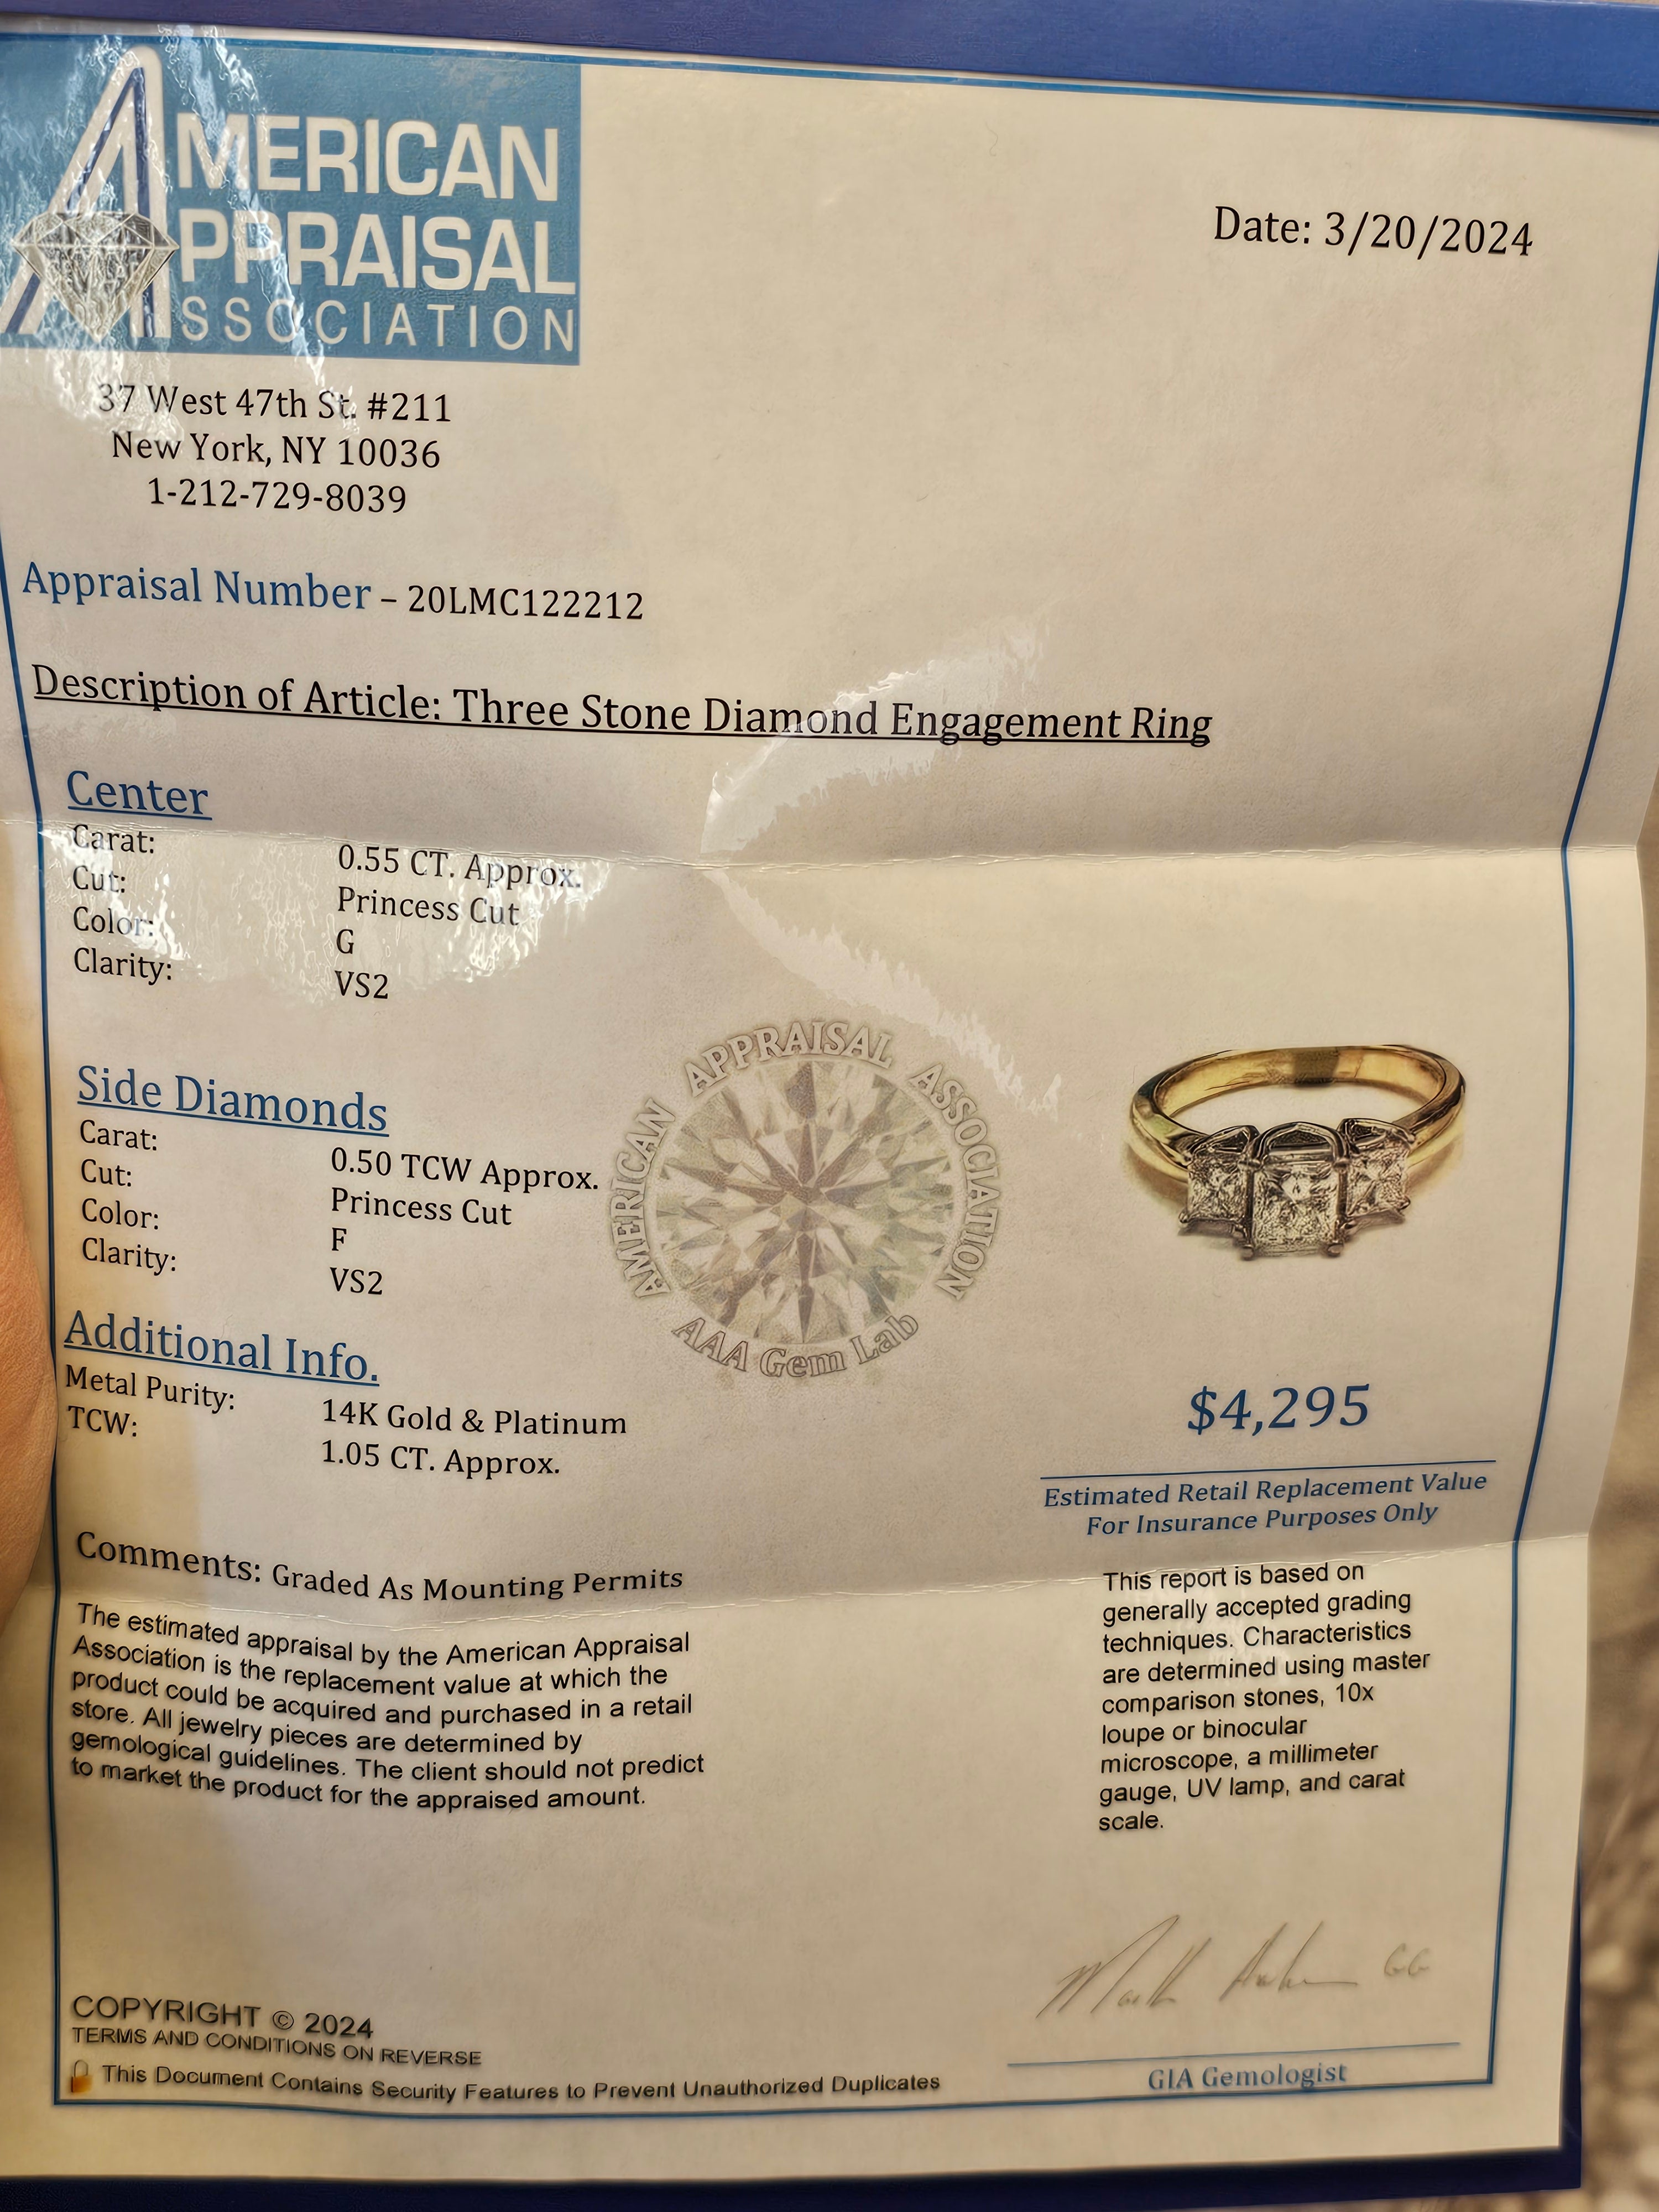 AMERICAN
APPRAISAL
ASSOCIATION
Date: 3/20/2024
37 West 47th St. #211
New York, NY 10036
1-212-729-8039
Appraisal Number – 20LMC122212
Description of Article: Three Stone Diamond Engagement Ring
Center
Carat: 0.55 CT. Approx.
Cut: Princess Cut
Color: G
Clarity: VS2
Side Diamonds
Carat: 0.50 TCW Approx.
Cut: Princess Cut
Color: F
Clarity: VS2
AMERICAN APPRAISAL ASSOCIATION
AAA Gem Lab
Additional Info.
Metal Purity: 14K Gold & Platinum
TCW: 1.05 CT. Approx.
$4,295
Estimated Retail Replacement Value
For Insurance Purposes Only
Comments: Graded As Mounting Permits
The estimated appraisal by the American Appraisal
Association is the replacement value at which the
product could be acquired and purchased in a retail
store. All jewelry pieces are determined by
gemological guidelines. The client should not predict
to market the product for the appraised amount.
This report is based on
generally accepted grading
techniques. Characteristics
are determined using master
comparison stones, 10x
loupe or binocular
microscope, a millimeter
gauge, UV lamp, and carat
scale.
GG
GIA Gemologist
COPYRIGHT © 2024
TERMS AND CONDITIONS ON REVERSE
This Document Contains Security Features to Prevent Unauthorized Duplicates